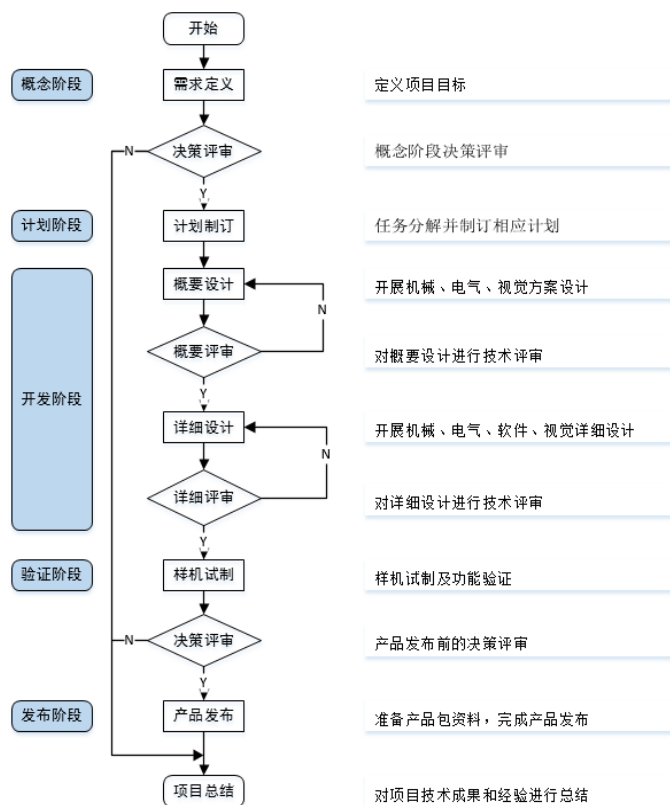 开始
概念阶段
需求定义
定义项目目标
N
决策评审
概念阶段决策评审
Y
计划阶段
计划制订
任务分解并制订相应计划
概要设计
开展机械、电气、视觉方案设计
N
概要评审
对概要设计进行技术评审
Y
开发阶段
详细设计
开展机械、电气、软件、视觉详细设计
N
详细评审
对详细设计进行技术评审
Y
验证阶段
样机试制
样机试制及功能验证
N
决策评审
产品发布前的决策评审
Y
发布阶段
产品发布
准备产品包资料，完成产品发布
项目总结
对项目技术成果和经验进行总结